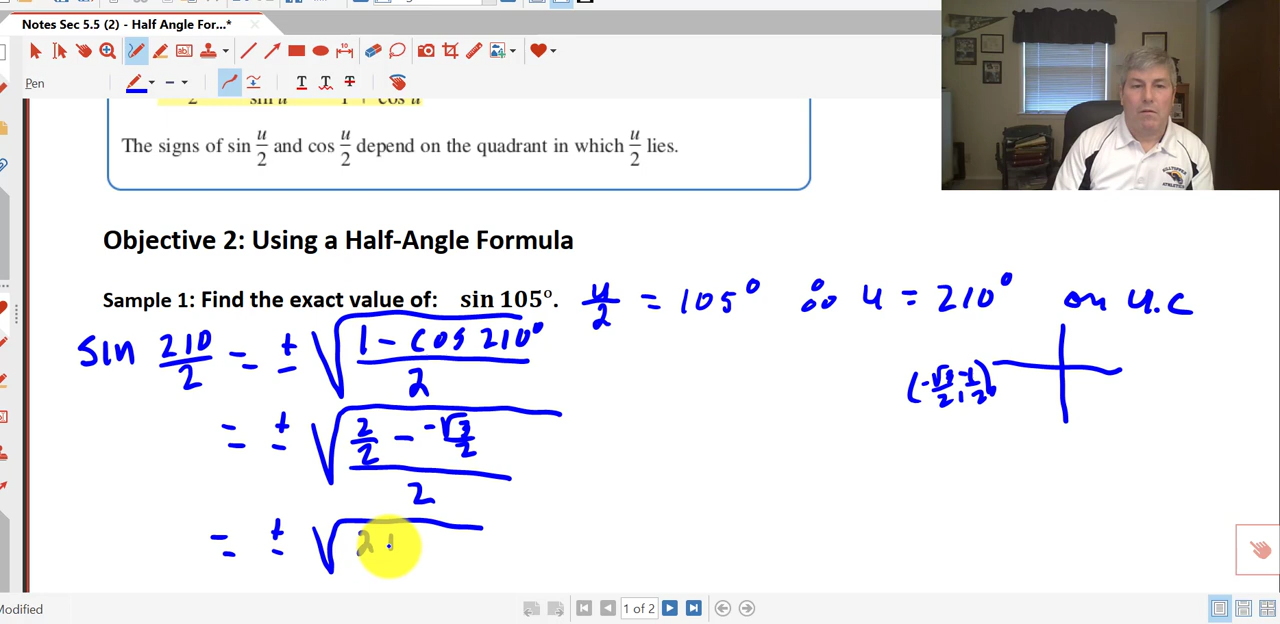 Notes Sec 5.5 (2) - Half Angle For...*
Pen
The signs of sin u/2 and cos u/2 depend on the quadrant in which u/2 lies.
Objective 2: Using a Half-Angle Formula
Sample 1: Find the exact value of: sin 105°. u/2 = 105° ∴ u = 210° on u.c
sin 210/2 = ± √((1 - cos 210°)/2)
(-√3/2, -1/2)
= ± √((2/2 - -√3/2)/2)
= ± √(2 +
Modified
1 of 2